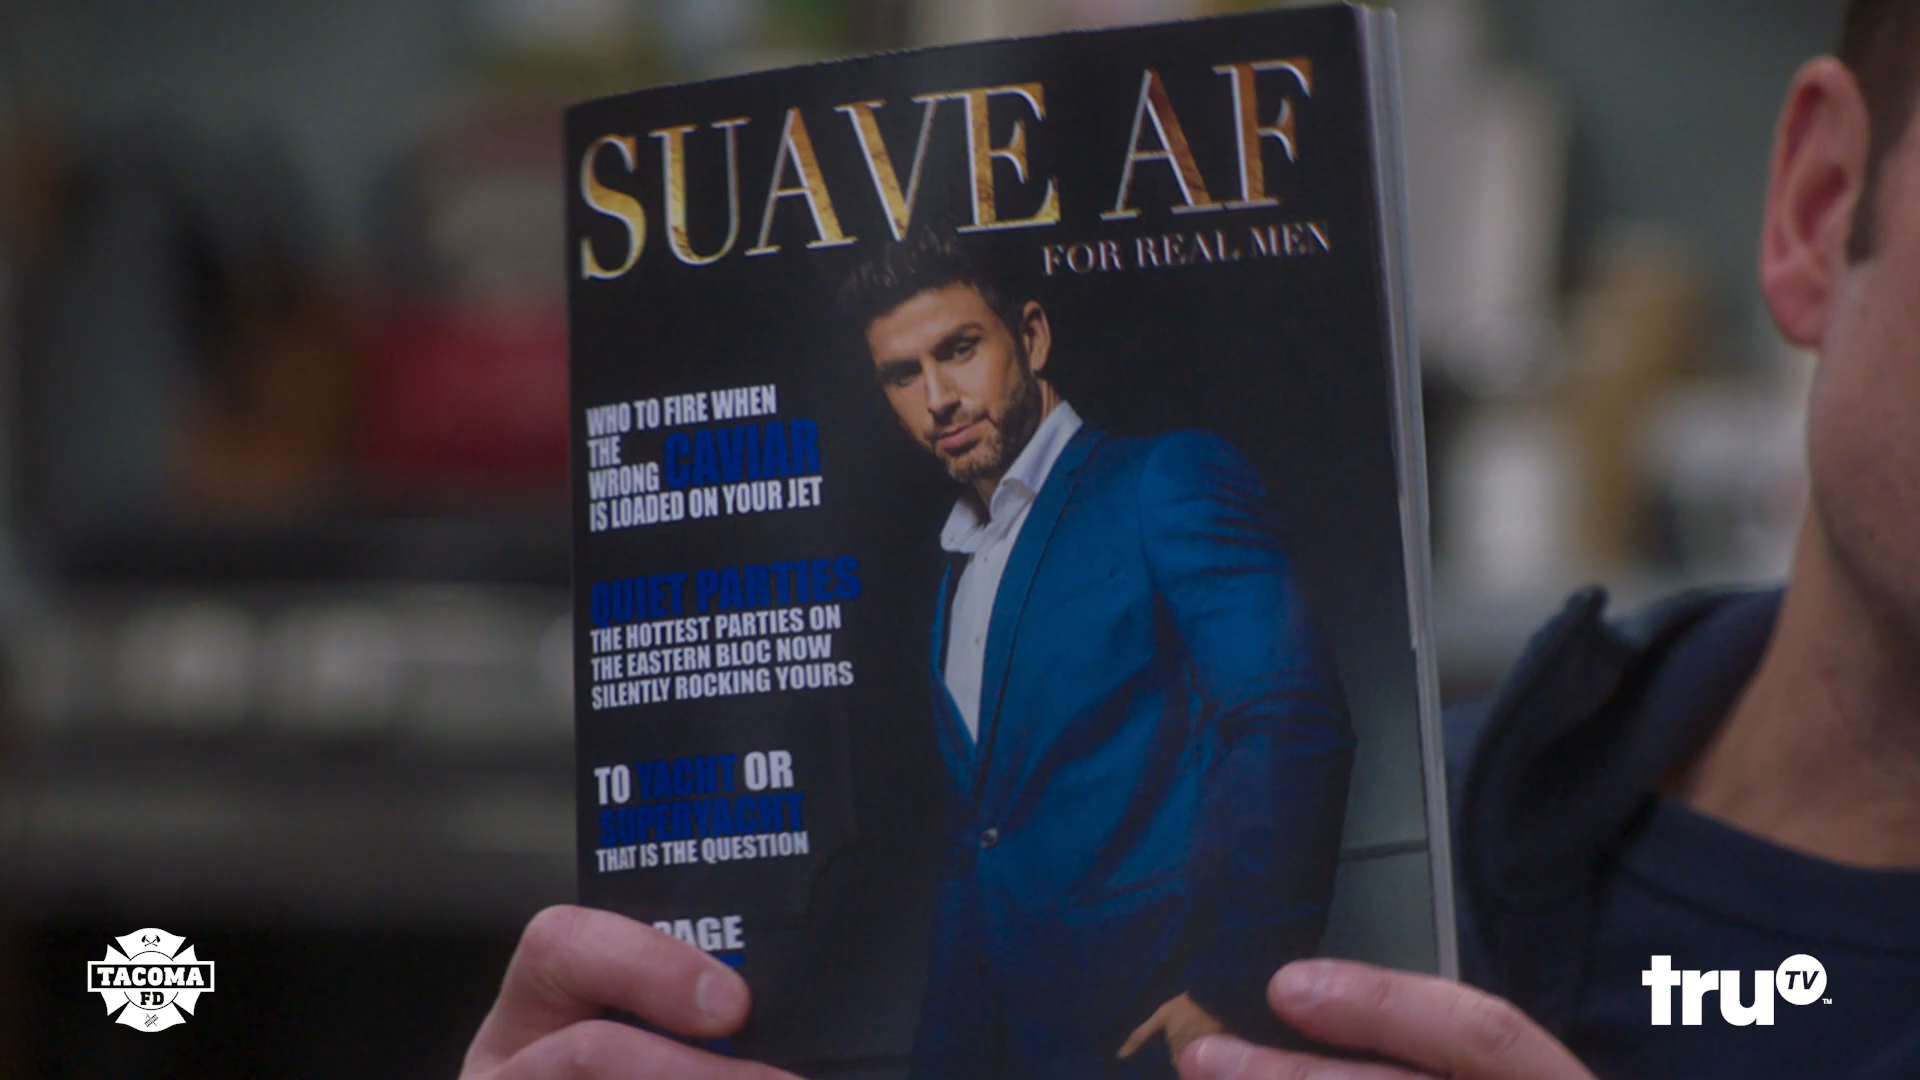 SUAVE AF
FOR REAL MEN
WHO TO FIRE WHEN
THE
WRONG CAVIAR
IS LOADED ON YOUR JET
QUIET PARTIES
THE HOTTEST PARTIES ON
THE EASTERN BLOC NOW
SILENTLY ROCKING YOURS
TO YACHT OR
SUPERYACHT
THAT IS THE QUESTION
PAGE
TACOMA
FD
truTV
™